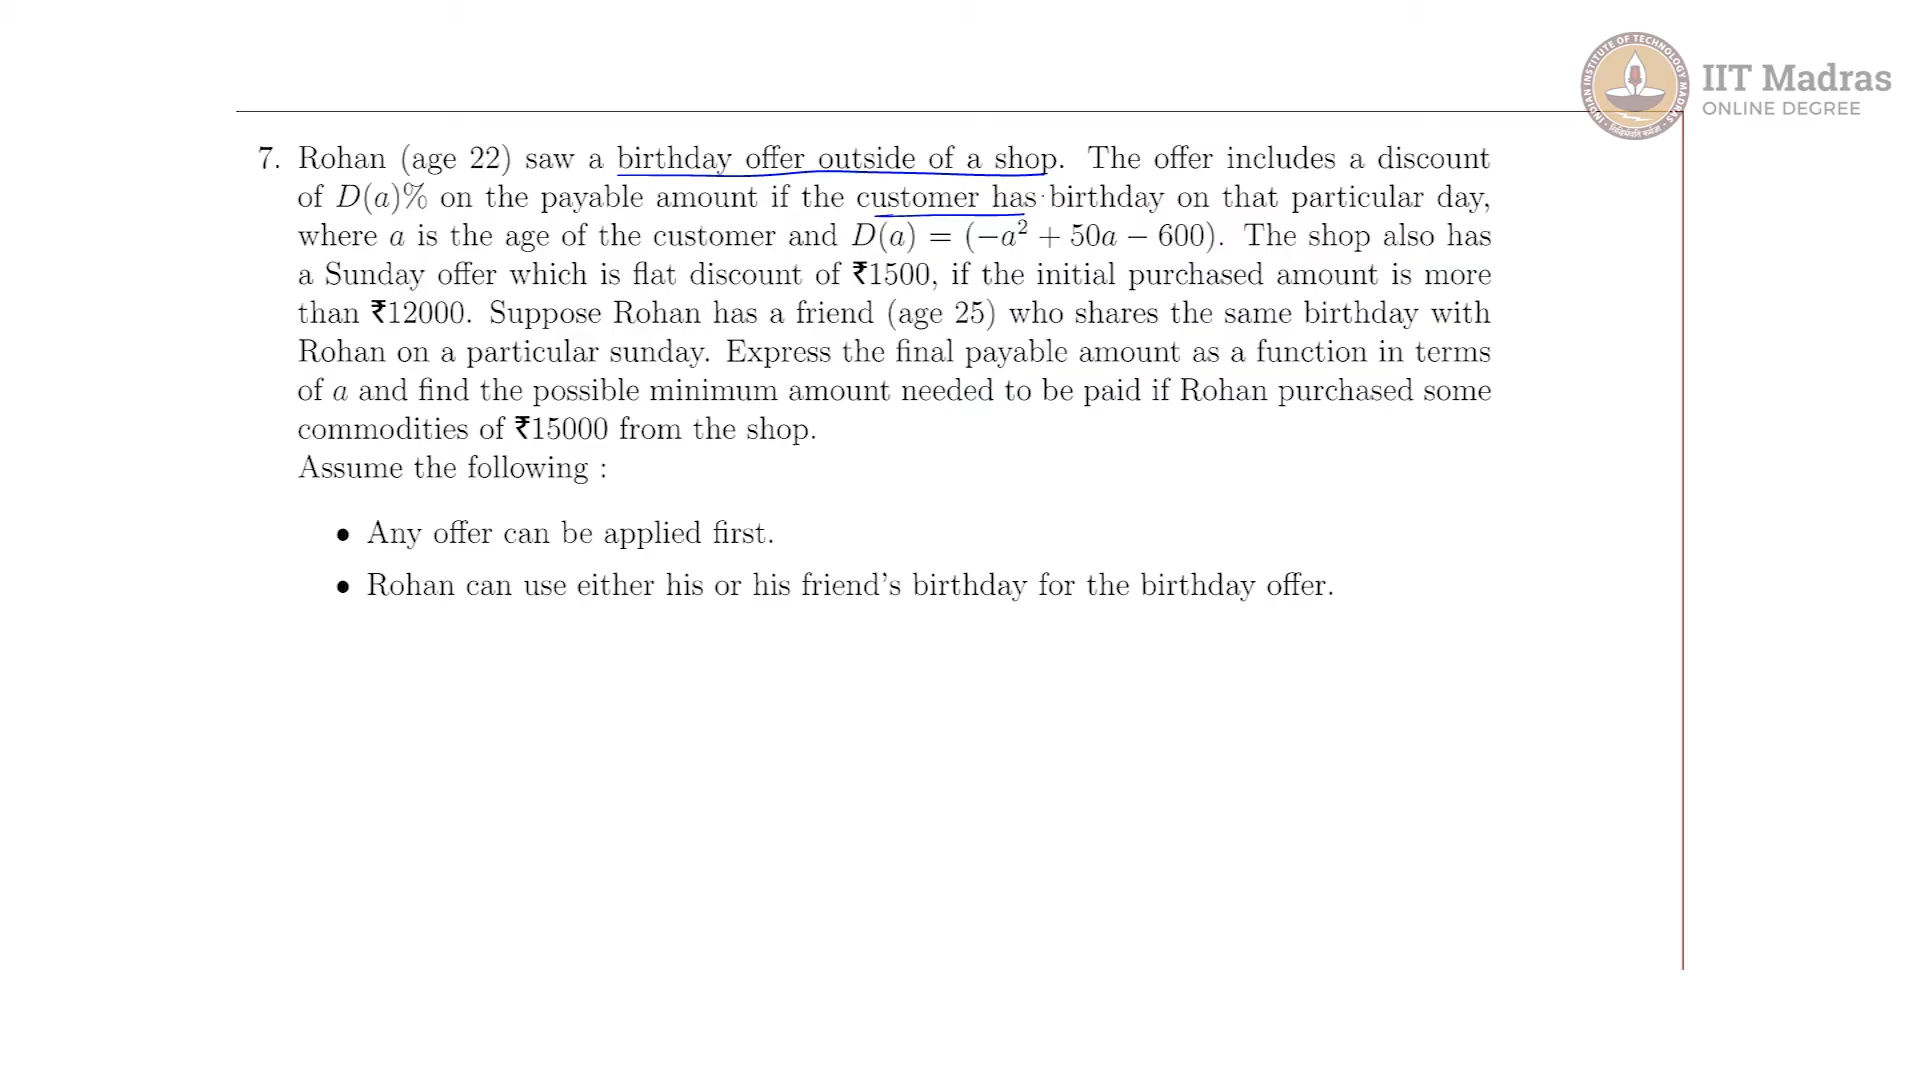 IIT Madras
ONLINE DEGREE
INDIAN INSTITUTE OF TECHNOLOGY MADRAS
7. Rohan (age 22) saw a birthday offer outside of a shop. The offer includes a discount
of D(a)% on the payable amount if the customer has birthday on that particular day,
where a is the age of the customer and D(a) = (−a² + 50a − 600). The shop also has
a Sunday offer which is flat discount of ₹1500, if the initial purchased amount is more
than ₹12000. Suppose Rohan has a friend (age 25) who shares the same birthday with
Rohan on a particular sunday. Express the final payable amount as a function in terms
of a and find the possible minimum amount needed to be paid if Rohan purchased some
commodities of ₹15000 from the shop.
Assume the following :
• Any offer can be applied first.
• Rohan can use either his or his friend's birthday for the birthday offer.